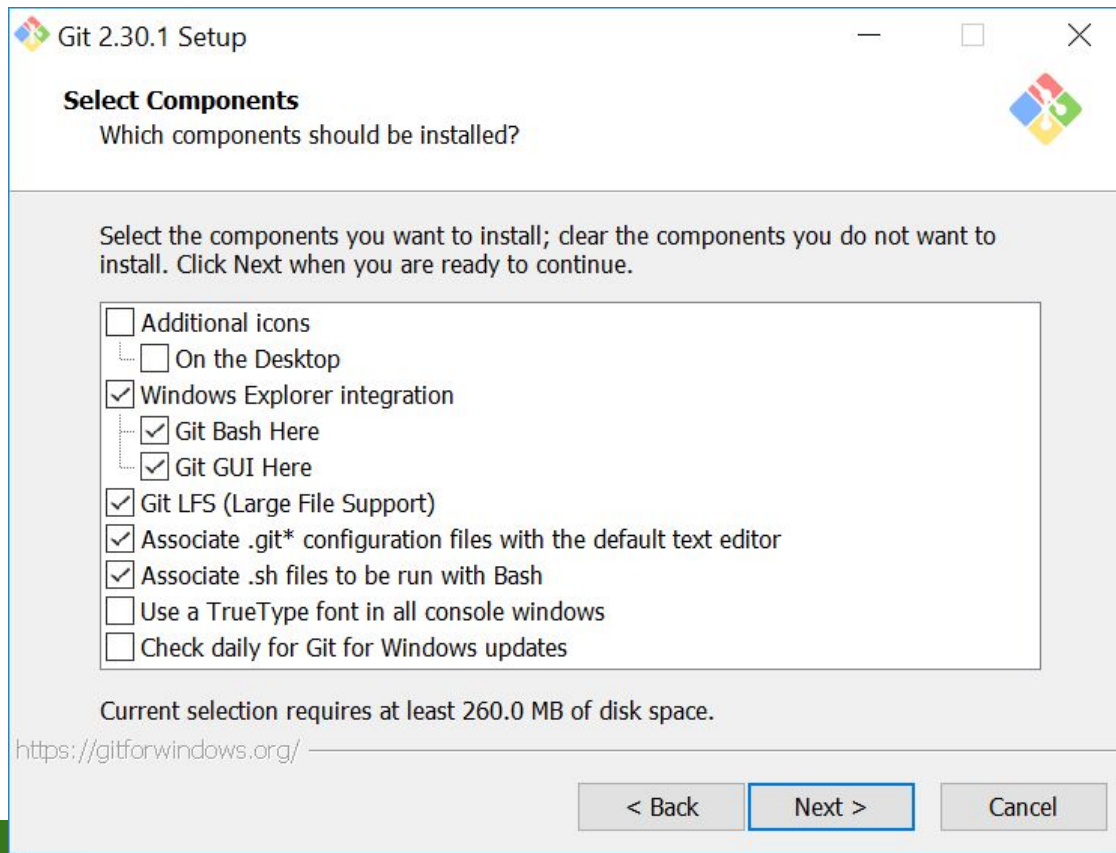 Git 2.30.1 Setup
Select Components
Which components should be installed?
Select the components you want to install; clear the components you do not want to
install. Click Next when you are ready to continue.
Additional icons
On the Desktop
Windows Explorer integration
Git Bash Here
Git GUI Here
Git LFS (Large File Support)
Associate .git* configuration files with the default text editor
Associate .sh files to be run with Bash
Use a TrueType font in all console windows
Check daily for Git for Windows updates
Current selection requires at least 260.0 MB of disk space.
https://gitforwindows.org/
< Back
Next >
Cancel